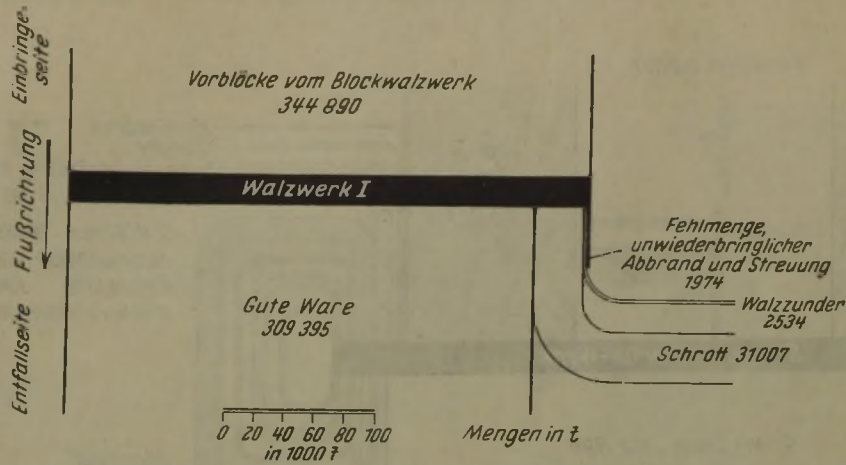 Einbringe-
seite
Flußrichtung
Entfallseite
Vorblöcke vom Blockwalzwerk
344 890
Walzwerk I
Fehlmenge,
unwiederbringlicher
Abbrand und Streuung
1974
Walzzunder
2534
Schrott 31007
Gute Ware
309 395
0 20 40 60 80 100
in 1000 t
Mengen in t